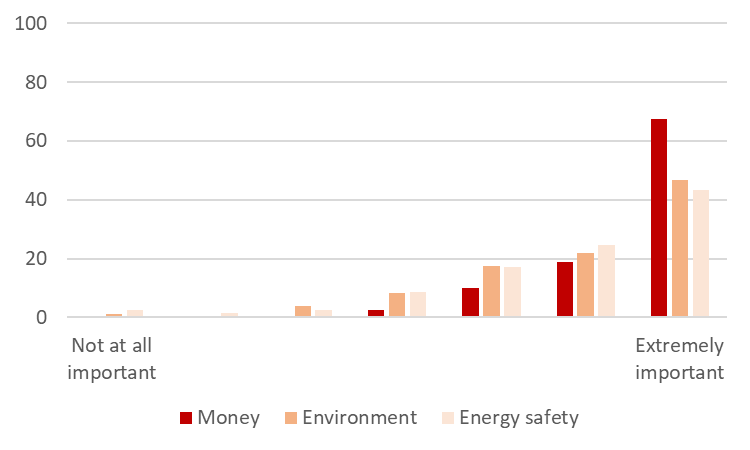 100
80
60
40
20
0
Not at all
important
Extremely
important
Money
Environment
Energy safety